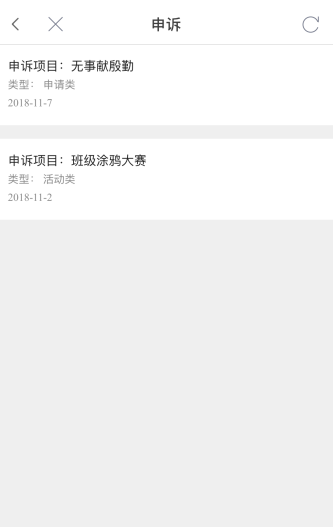 申诉
申诉项目：无事献殷勤
类型： 申请类
2018-11-7
申诉项目：班级涂鸦大赛
类型： 活动类
2018-11-2